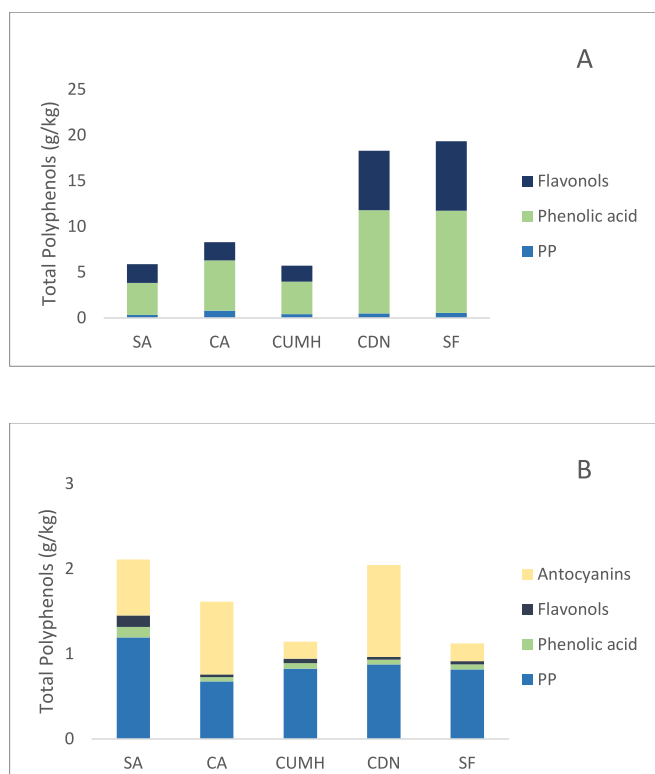 A
Total Polyphenols (g/kg)
25
20
15
10
5
0
SA CA CUMH CDN SF
Flavonols
Phenolic acid
PP
B
Total Polyphenols (g/kg)
3
2
1
0
SA CA CUMH CDN SF
Antocyanins
Flavonols
Phenolic acid
PP